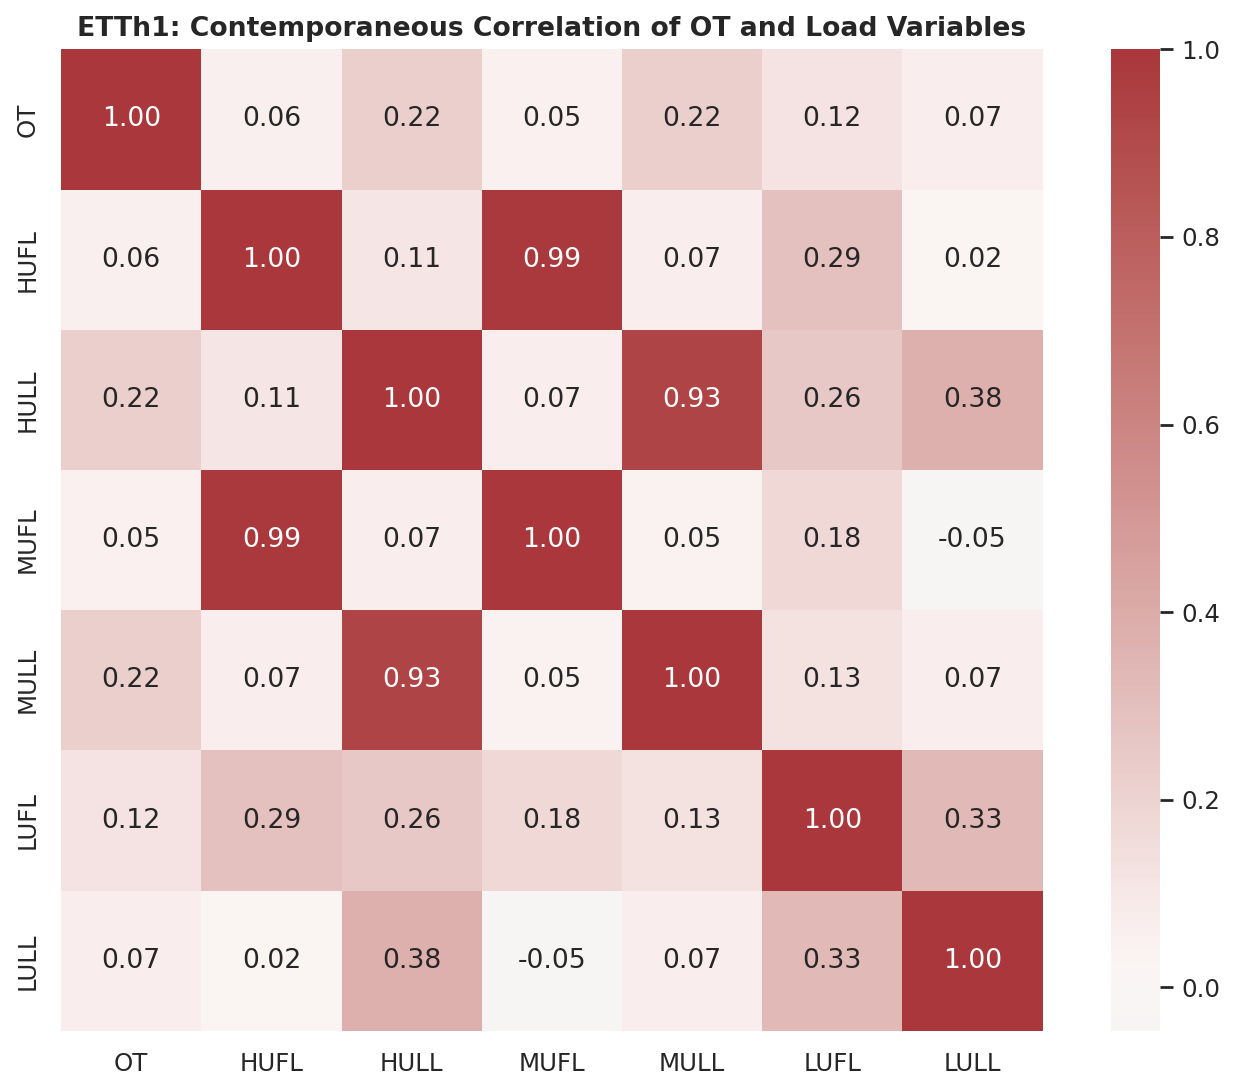 ETTh1: Contemporaneous Correlation of OT and Load Variables
OT 1.00 0.06 0.22 0.05 0.22 0.12 0.07
HUFL 0.06 1.00 0.11 0.99 0.07 0.29 0.02
HULL 0.22 0.11 1.00 0.07 0.93 0.26 0.38
MUFL 0.05 0.99 0.07 1.00 0.05 0.18 -0.05
MULL 0.22 0.07 0.93 0.05 1.00 0.13 0.07
LUFL 0.12 0.29 0.26 0.18 0.13 1.00 0.33
LULL 0.07 0.02 0.38 -0.05 0.07 0.33 1.00
OT HUFL HULL MUFL MULL LUFL LULL
1.0
0.8
0.6
0.4
0.2
0.0